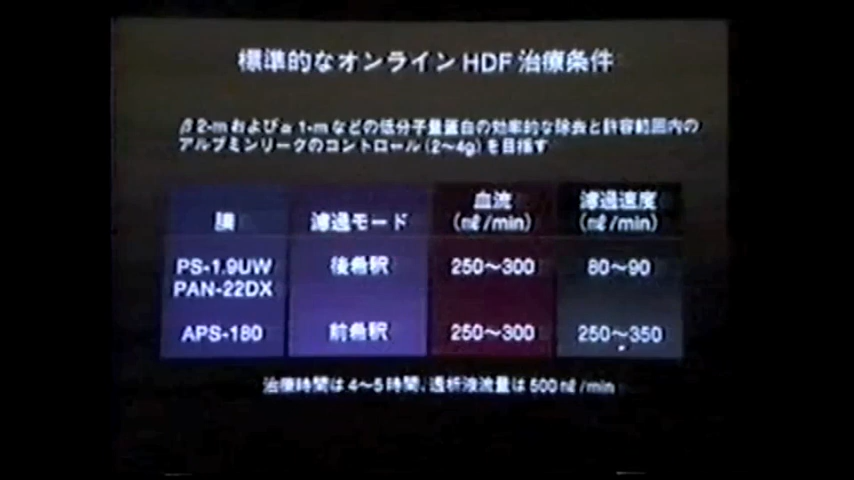 標準的なオンライン HDF 治療条件
β2-mおよびα1-mなどの低分子量蛋白の効率的な除去と許容範囲内の
アルブミンリークのコントロール(2〜4g)を目指す
膜 濾過モード 血流 (㎖/min) 濾過速度 (㎖/min)
PS-1.9UW 後希釈 250〜300 80〜90
PAN-22DX
APS-180 前希釈 250〜300 250〜350
治療時間は4〜5時間、透析液流量は500㎖/min